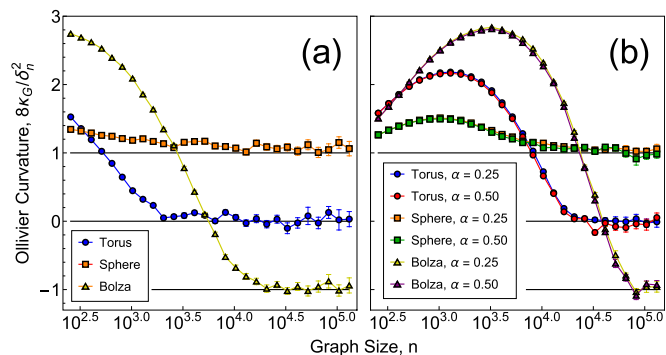 Ollivier Curvature, 8κ_G/δ_n^2
3
2
1
0
−1
(a)
Torus
Sphere
Bolza
10^2.5
10^3.0
10^3.5
10^4.0
10^4.5
10^5.0
(b)
Torus, α = 0.25
Torus, α = 0.50
Sphere, α = 0.25
Sphere, α = 0.50
Bolza, α = 0.25
Bolza, α = 0.50
10^2.5
10^3.0
10^3.5
10^4.0
10^4.5
10^5.0
Graph Size, n